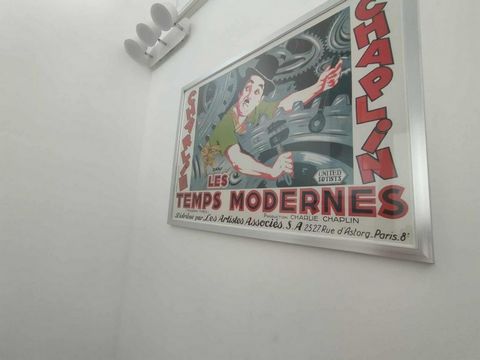 CHARLIE
CHAPLIN
dans
LES
UNITED
ARTISTS
TEMPS MODERNES
PRODUCTION CHARLIE CHAPLIN
Distribué par Les Artistes Associés. S.A 25.27 Rue d'Astorg. Paris. 8e